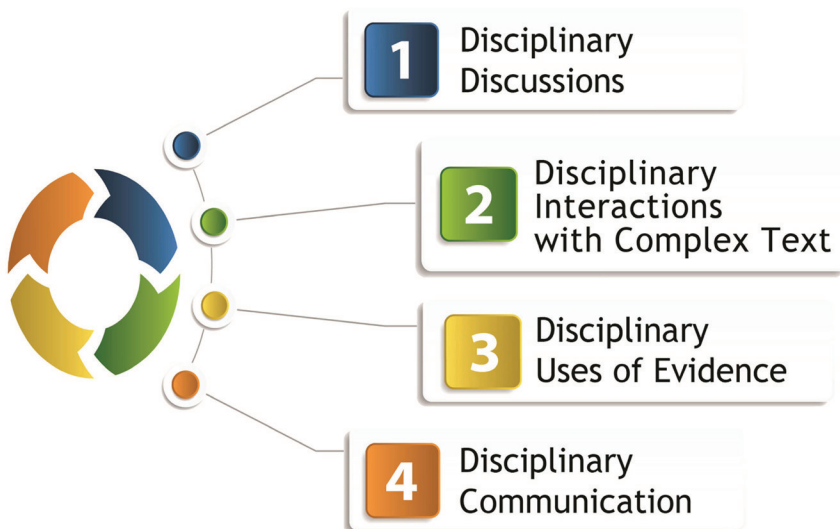 1
Disciplinary
Discussions
2
Disciplinary
Interactions
with Complex Text
3
Disciplinary
Uses of Evidence
4
Disciplinary
Communication